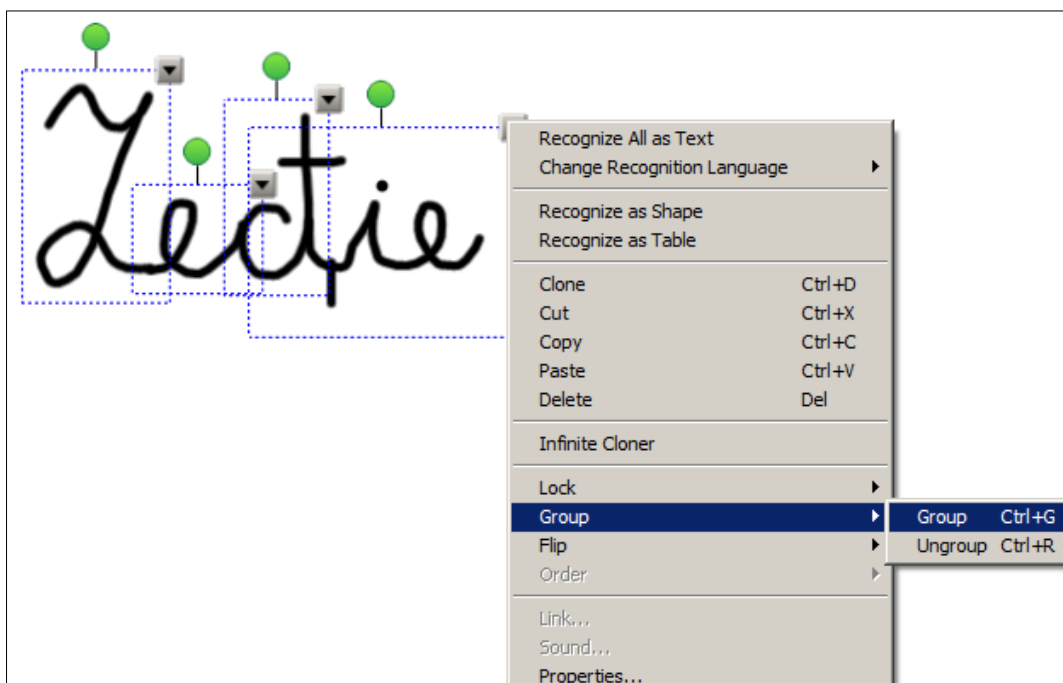 Lecție
Recognize All as Text
Change Recognition Language
Recognize as Shape
Recognize as Table
Clone Ctrl+D
Cut Ctrl+X
Copy Ctrl+C
Paste Ctrl+V
Delete Del
Infinite Cloner
Lock
Group
Group Ctrl+G
Flip
Ungroup Ctrl+R
Order
Link...
Sound...
Properties...